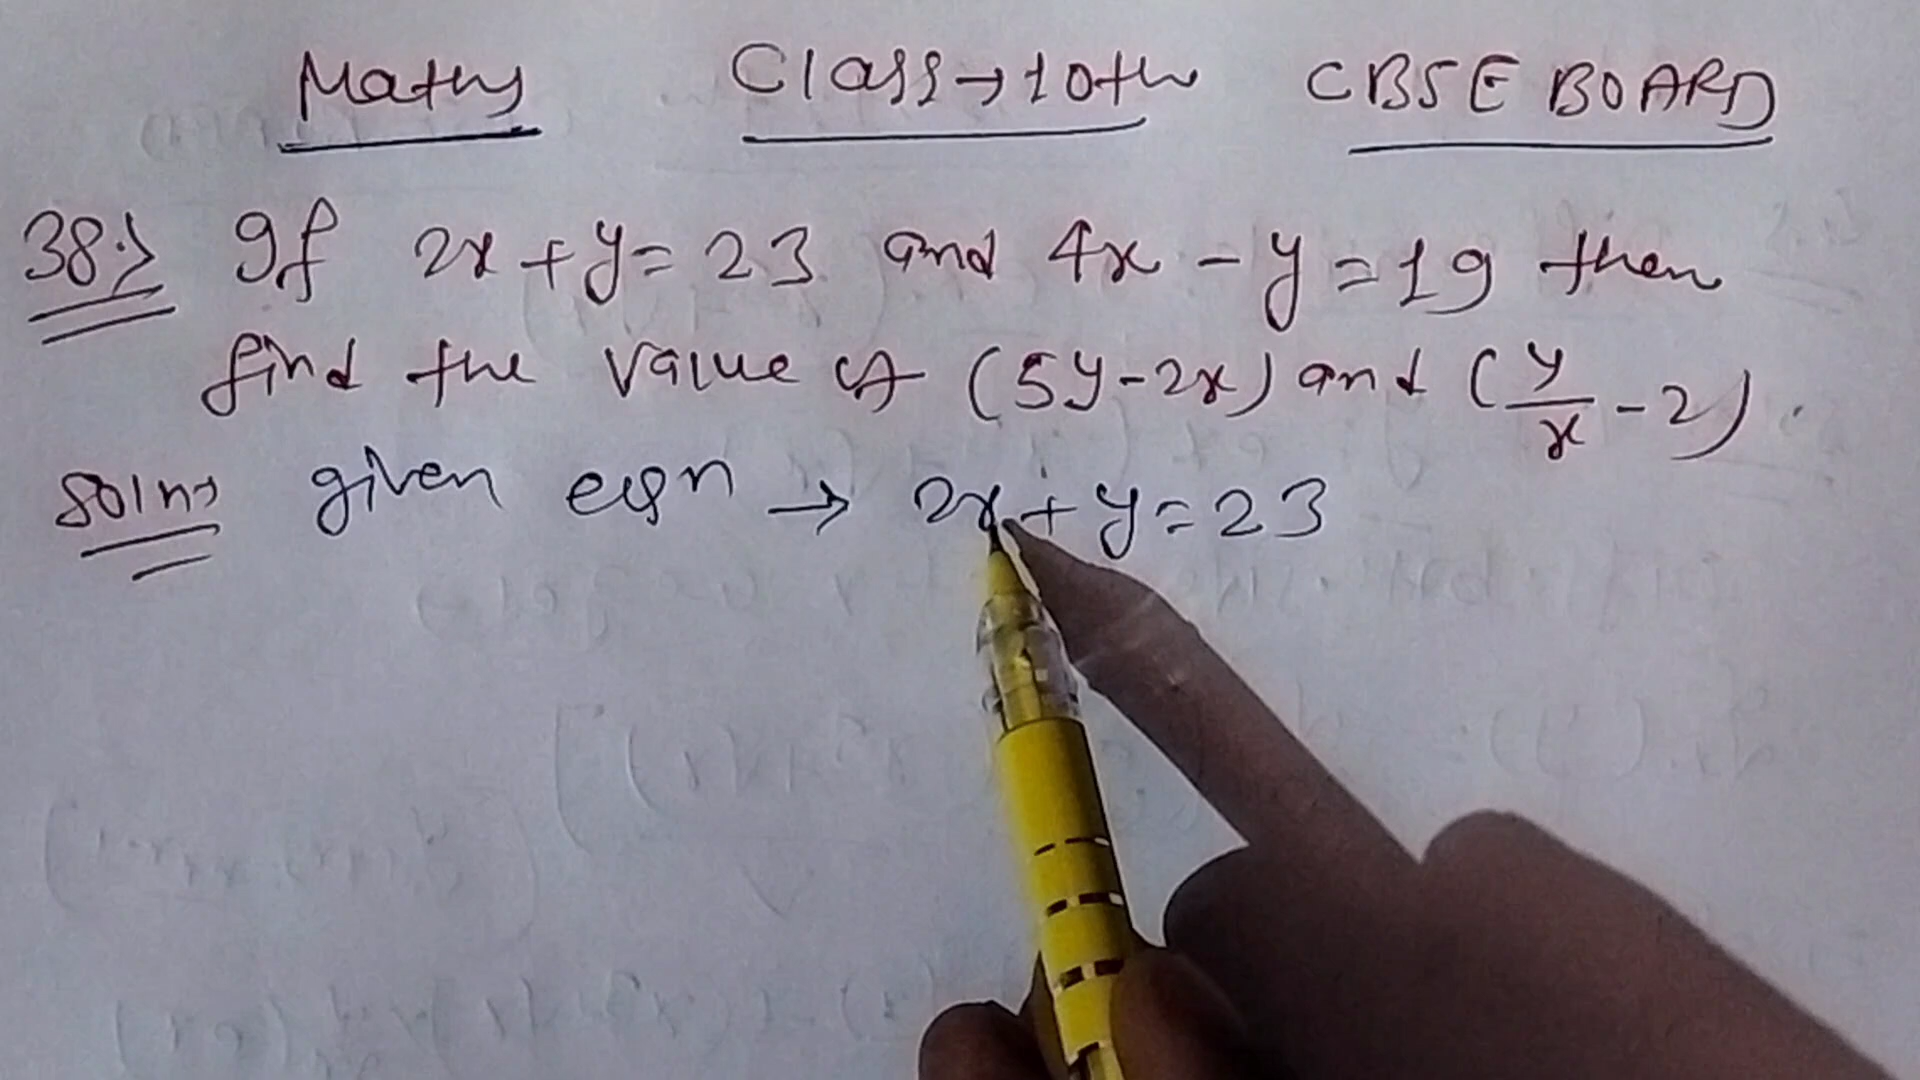 Maths Class→10th CBSE BOARD
38:> If 2x+y=23 and 4x-y=19 then
find the value of (5y-2x) and (y/x-2).
Soln> given eqn → 2x+y=23